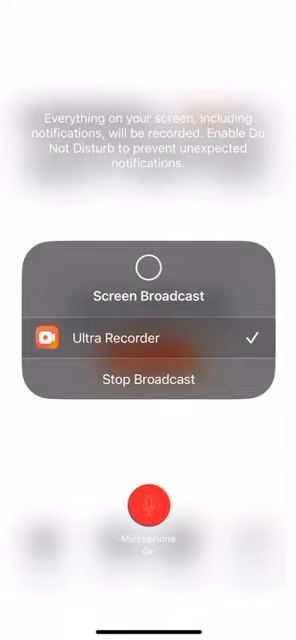 Everything on your screen, including
notifications, will be recorded. Enable Do
Not Disturb to prevent unexpected
notifications.
Screen Broadcast
Ultra Recorder
Stop Broadcast
Microphone
On